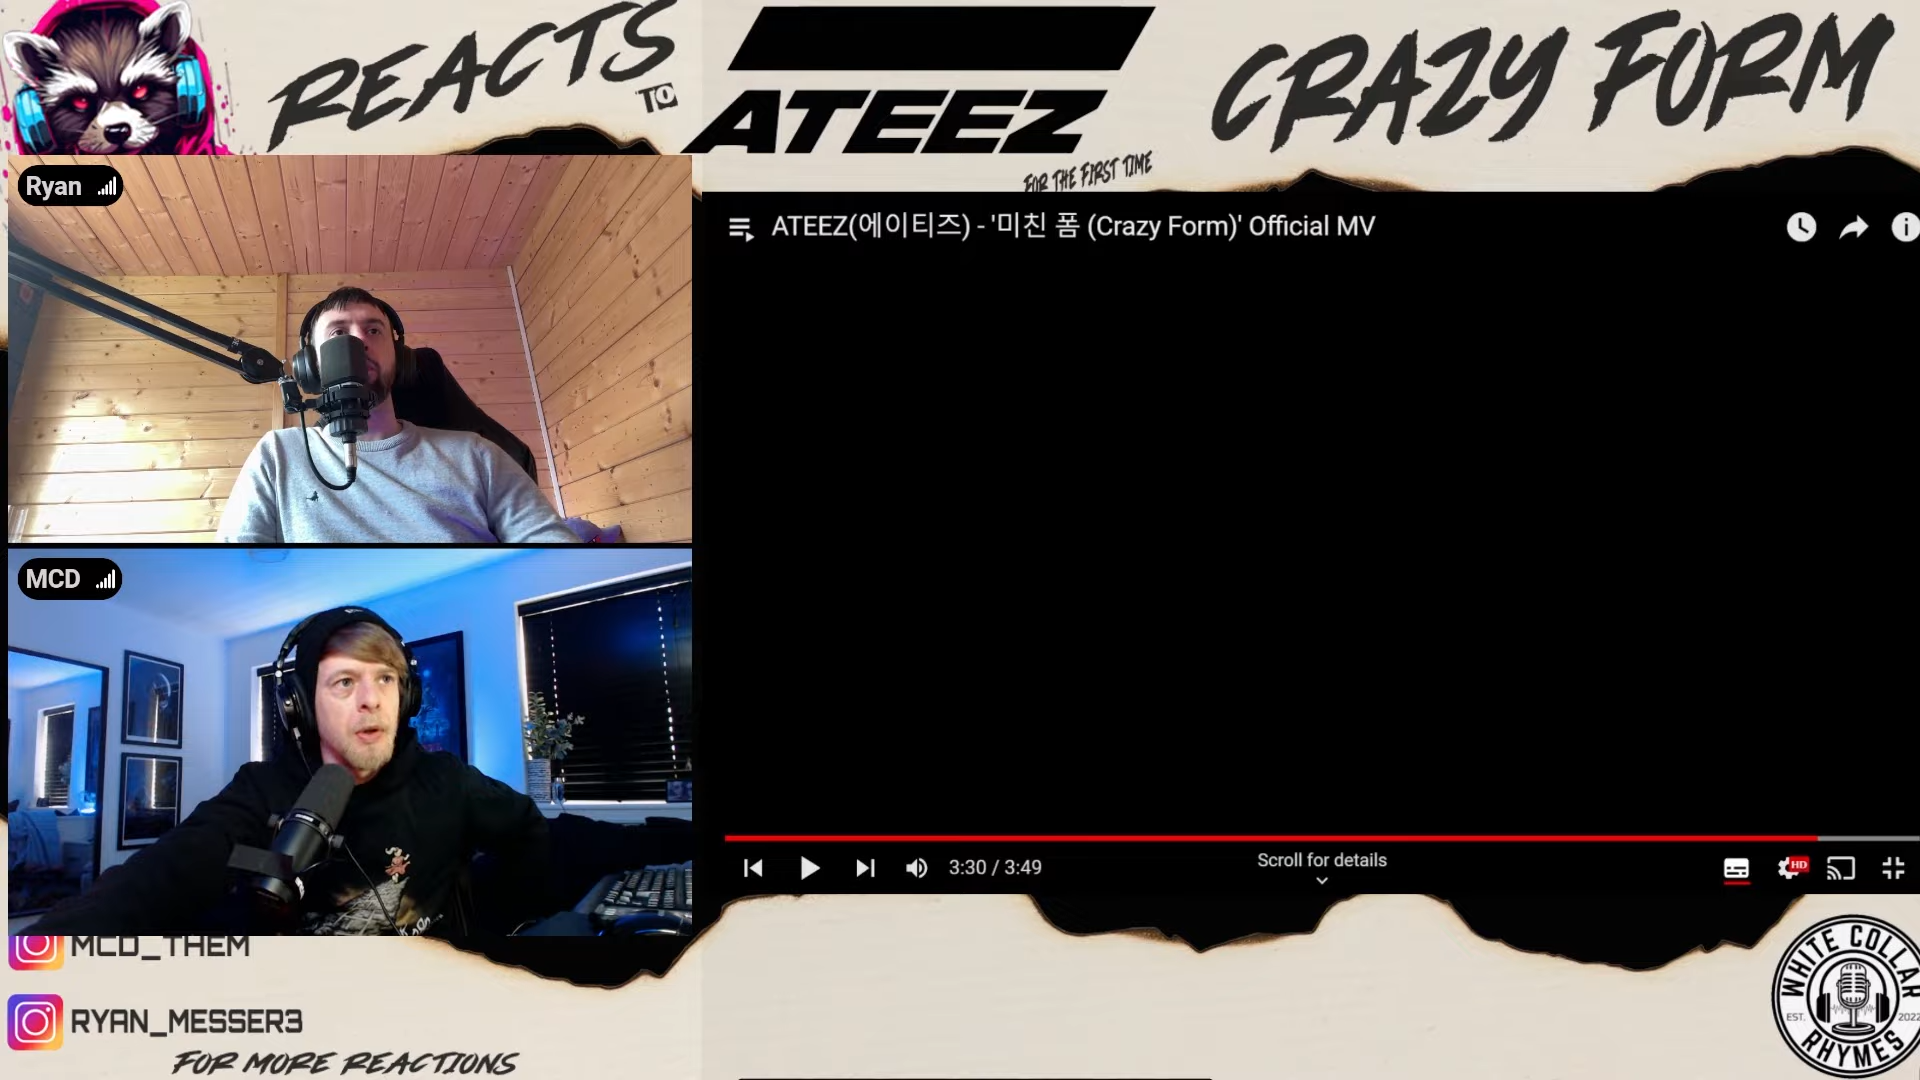 REACTS
TO
ATEEZ
CRAZY FORM
FOR THE FIRST TIME
Ryan
ATEEZ(에이티즈) - '미친 폼 (Crazy Form)' Official MV
MCD
3:30 / 3:49
Scroll for details
HD
MCD_THEM
RYAN_MESSER3
FOR MORE REACTIONS
WHITE COLLAR
EST. 2022
RHYMES